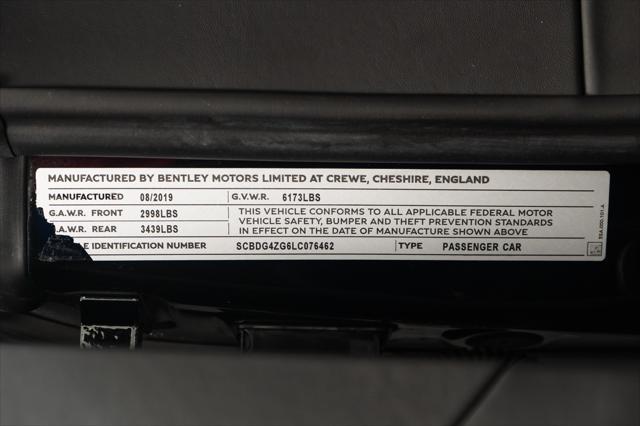 MANUFACTURED BY BENTLEY MOTORS LIMITED AT CREWE, CHESHIRE, ENGLAND
MANUFACTURED 08/2019 G.V.W.R. 6173LBS
G.A.W.R. FRONT 2998LBS
G.A.W.R. REAR 3439LBS
THIS VEHICLE CONFORMS TO ALL APPLICABLE FEDERAL MOTOR
VEHICLE SAFETY, BUMPER AND THEFT PREVENTION STANDARDS
IN EFFECT ON THE DATE OF MANUFACTURE SHOWN ABOVE
LE IDENTIFICATION NUMBER SCBDG4ZG6LC076462 TYPE PASSENGER CAR